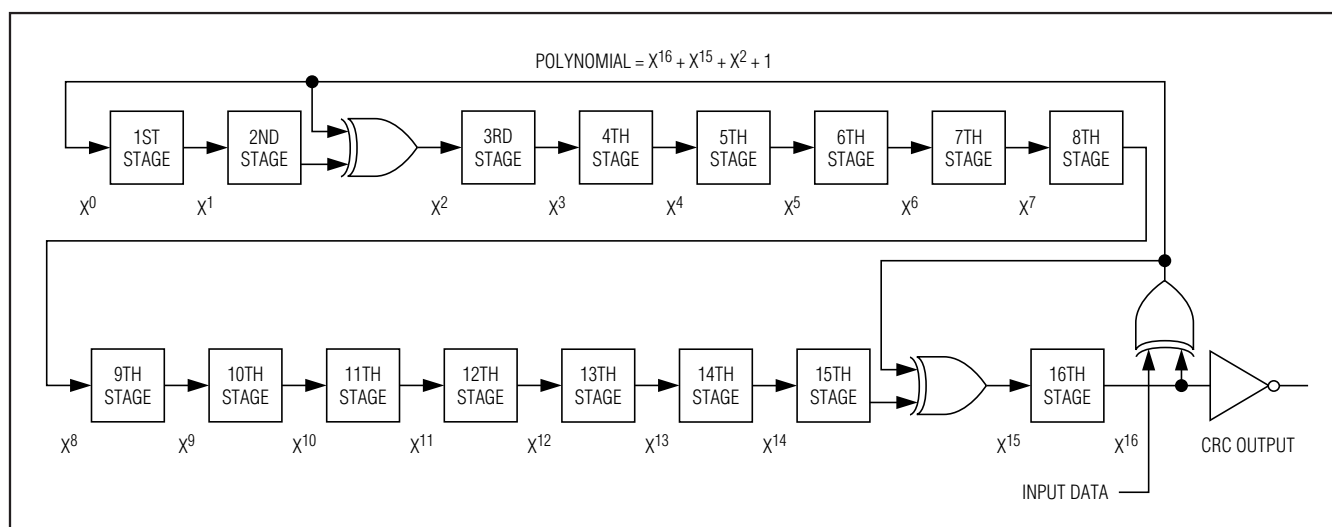 POLYNOMIAL = X16 + X15 + X2 + 1
1ST
STAGE
2ND
STAGE
3RD
STAGE
4TH
STAGE
5TH
STAGE
6TH
STAGE
7TH
STAGE
8TH
STAGE
X0
X1
X2
X3
X4
X5
X6
X7
9TH
STAGE
10TH
STAGE
11TH
STAGE
12TH
STAGE
13TH
STAGE
14TH
STAGE
15TH
STAGE
16TH
STAGE
X8
X9
X10
X11
X12
X13
X14
X15
X16
CRC OUTPUT
INPUT DATA